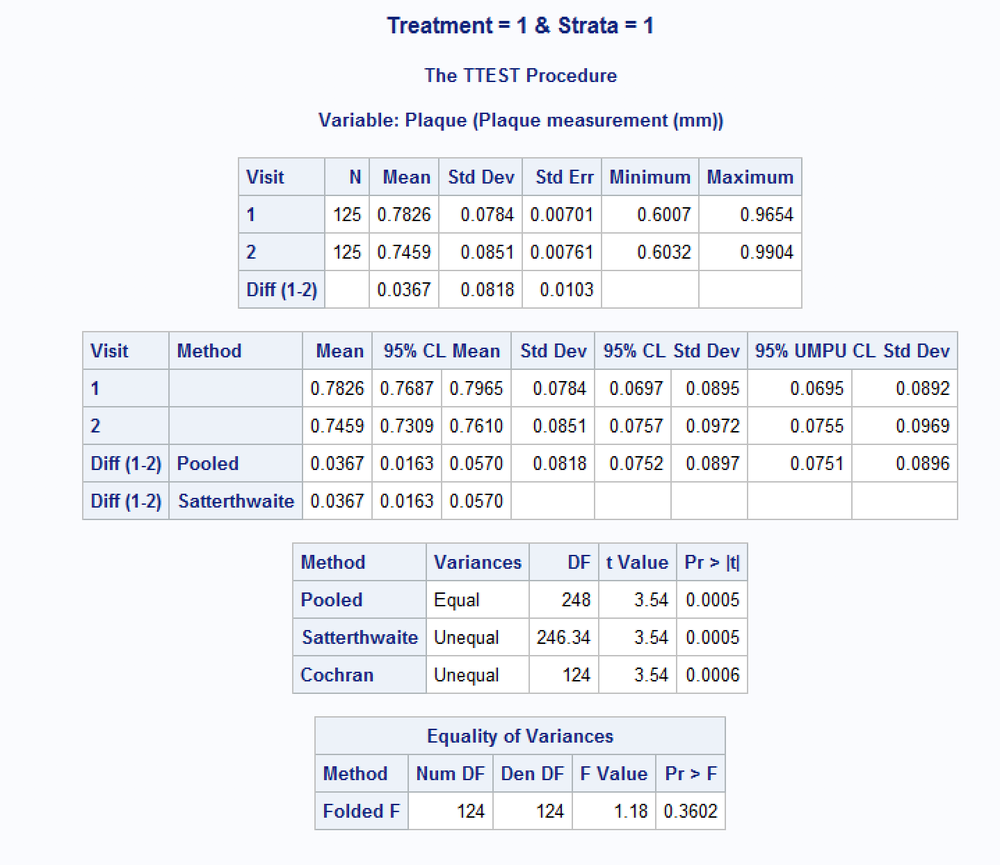 Treatment = 1 & Strata = 1
The TTEST Procedure
Variable: Plaque (Plaque measurement (mm))
Visit N Mean Std Dev Std Err Minimum Maximum
1 125 0.7826 0.0784 0.00701 0.6007 0.9654
2 125 0.7459 0.0851 0.00761 0.6032 0.9904
Diff (1-2) 0.0367 0.0818 0.0103
Visit Method Mean 95% CL Mean Std Dev 95% CL Std Dev 95% UMPU CL Std Dev
1 0.7826 0.7687 0.7965 0.0784 0.0697 0.0895 0.0695 0.0892
2 0.7459 0.7309 0.7610 0.0851 0.0757 0.0972 0.0755 0.0969
Diff (1-2) Pooled 0.0367 0.0163 0.0570 0.0818 0.0752 0.0897 0.0751 0.0896
Diff (1-2) Satterthwaite 0.0367 0.0163 0.0570
Method Variances DF t Value Pr > |t|
Pooled Equal 248 3.54 0.0005
Satterthwaite Unequal 246.34 3.54 0.0005
Cochran Unequal 124 3.54 0.0006
Equality of Variances
Method Num DF Den DF F Value Pr > F
Folded F 124 124 1.18 0.3602